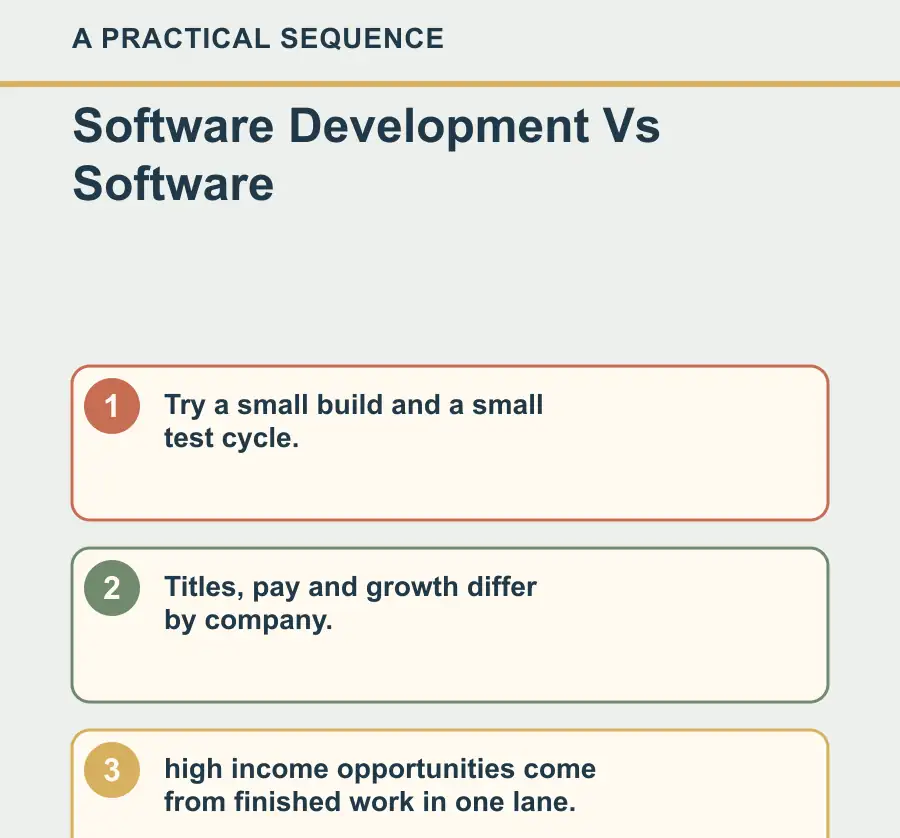 A PRACTICAL SEQUENCE
Software Development Vs
Software
1
Try a small build and a small
test cycle.
2
Titles, pay and growth differ
by company.
3
high income opportunities come
from finished work in one lane.